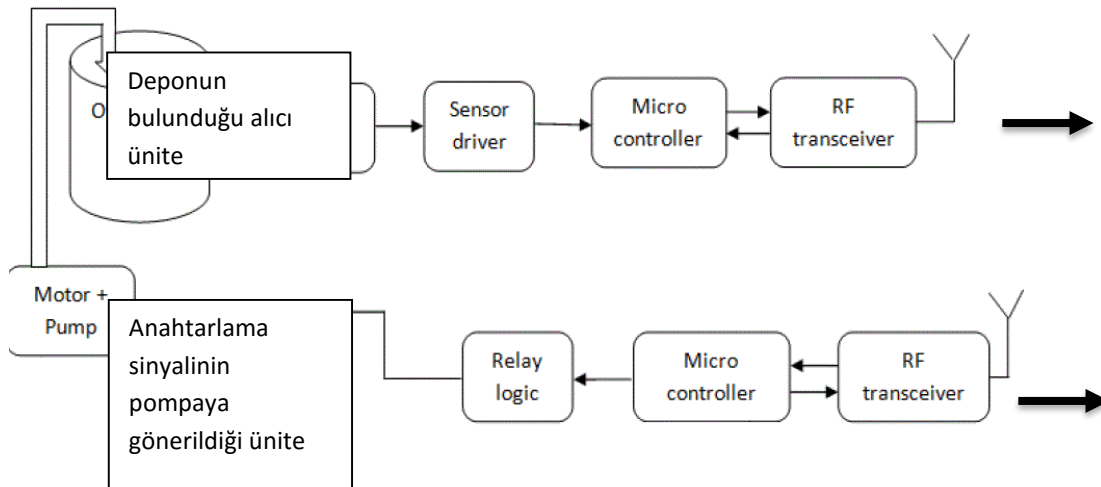 Deponun
bulunduğu alıcı
ünite
Sensor
driver
Micro
controller
RF
transceiver
Motor +
Pump
Anahtarlama
sinyalinin
pompaya
gönerildiği ünite
Relay
logic
Micro
controller
RF
transceiver